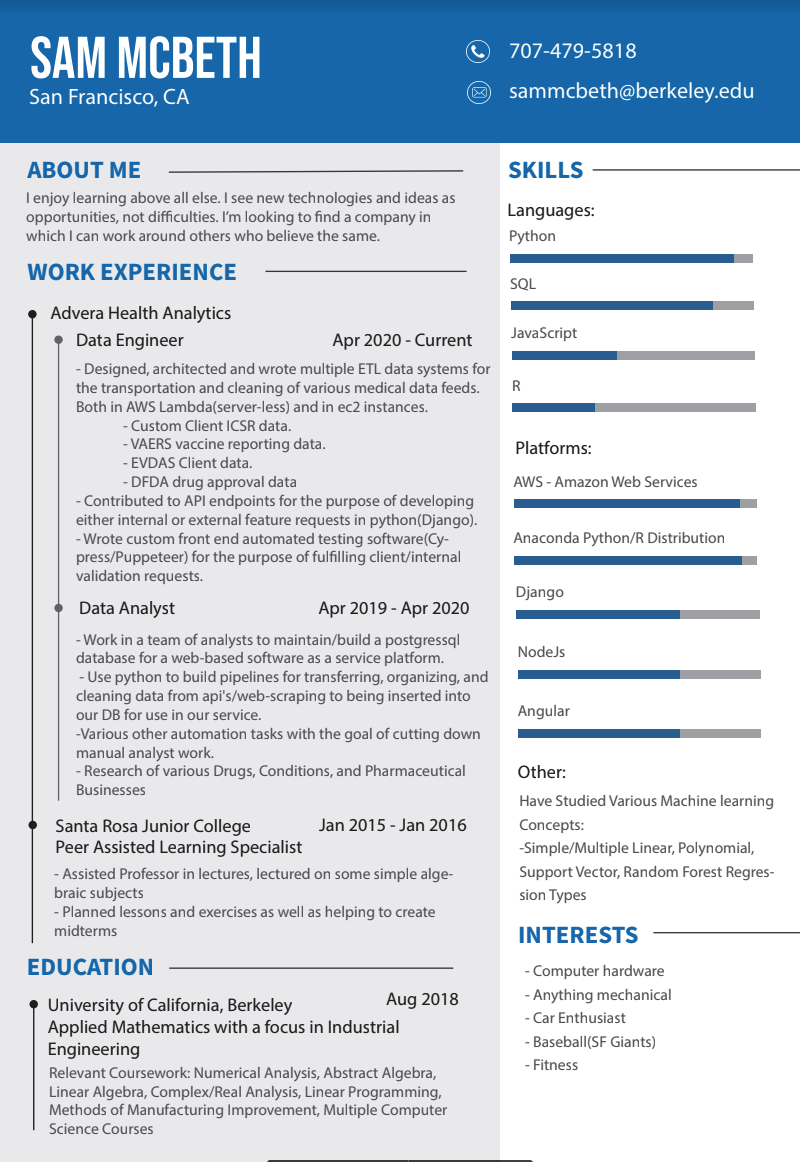 SAM MCBETH
San Francisco, CA
707-479-5818
sammcbeth@berkeley.edu
ABOUT ME
I enjoy learning above all else. I see new technologies and ideas as
opportunities, not difficulties. I'm looking to find a company in
which I can work around others who believe the same.
WORK EXPERIENCE
Advera Health Analytics
Data Engineer Apr 2020 - Current
- Designed, architected and wrote multiple ETL data systems for
the transportation and cleaning of various medical data feeds.
Both in AWS Lambda(server-less) and in ec2 instances.
- Custom Client ICSR data.
- VAERS vaccine reporting data.
- EVDAS Client data.
- DFDA drug approval data
- Contributed to API endpoints for the purpose of developing
either internal or external feature requests in python(Django).
- Wrote custom front end automated testing software(Cy-
press/Puppeteer) for the purpose of fulfilling client/internal
validation requests.
Data Analyst Apr 2019 - Apr 2020
- Work in a team of analysts to maintain/build a postgressql
database for a web-based software as a service platform.
- Use python to build pipelines for transferring, organizing, and
cleaning data from api's/web-scraping to being inserted into
our DB for use in our service.
-Various other automation tasks with the goal of cutting down
manual analyst work.
- Research of various Drugs, Conditions, and Pharmaceutical
Businesses
Santa Rosa Junior College Jan 2015 - Jan 2016
Peer Assisted Learning Specialist
- Assisted Professor in lectures, lectured on some simple alge-
braic subjects
- Planned lessons and exercises as well as helping to create
midterms
EDUCATION
University of California, Berkeley Aug 2018
Applied Mathematics with a focus in Industrial
Engineering
Relevant Coursework: Numerical Analysis, Abstract Algebra,
Linear Algebra, Complex/Real Analysis, Linear Programming,
Methods of Manufacturing Improvement, Multiple Computer
Science Courses
SKILLS
Languages:
Python
SQL
JavaScript
R
Platforms:
AWS - Amazon Web Services
Anaconda Python/R Distribution
Django
NodeJs
Angular
Other:
Have Studied Various Machine learning
Concepts:
-Simple/Multiple Linear, Polynomial,
Support Vector, Random Forest Regres-
sion Types
INTERESTS
- Computer hardware
- Anything mechanical
- Car Enthusiast
- Baseball(SF Giants)
- Fitness